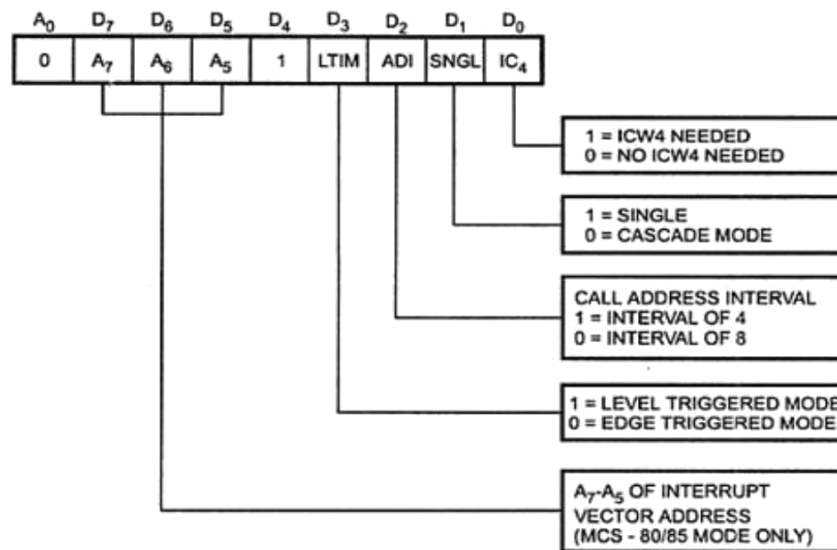 A₀ D₇ D₆ D₅ D₄ D₃ D₂ D₁ D₀
0 A₇ A₆ A₅ 1 LTIM ADI SNGL IC₄
1 = ICW4 NEEDED
0 = NO ICW4 NEEDED
1 = SINGLE
0 = CASCADE MODE
CALL ADDRESS INTERVAL
1 = INTERVAL OF 4
0 = INTERVAL OF 8
1 = LEVEL TRIGGERED MODE
0 = EDGE TRIGGERED MODE
A₇-A₅ OF INTERRUPT
VECTOR ADDRESS
(MCS - 80/85 MODE ONLY)